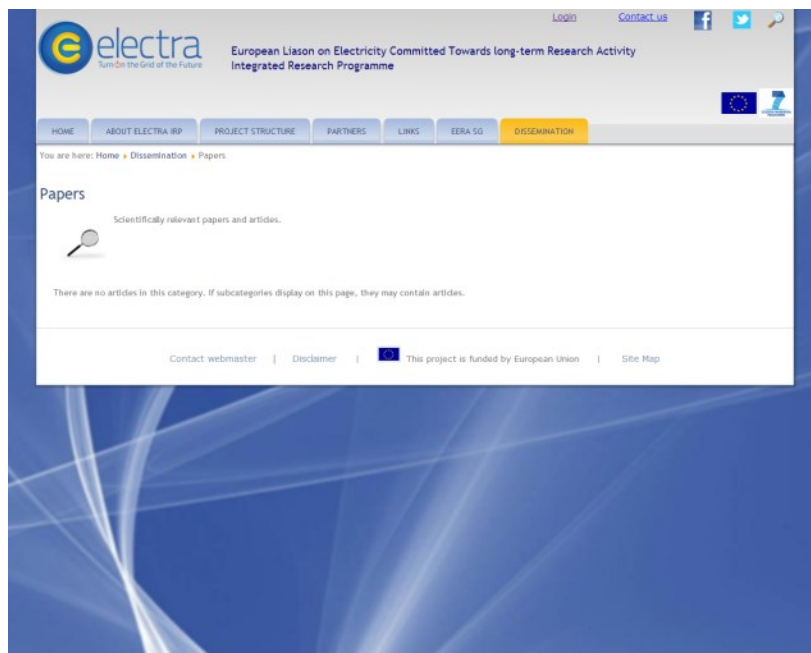 Login
Contact us
electra
Turn on the Grid of the Future
European Liason on Electricity Committed Towards long-term Research Activity
Integrated Research Programme
HOME
ABOUT ELECTRA IRP
PROJECT STRUCTURE
PARTNERS
LINKS
EERA SG
DISSEMINATION
You are here: Home Dissemination Papers
Papers
Scientifically relevant papers and articles.
There are no articles in this category. If subcategories display on this page, they may contain articles.
Contact webmaster | Disclaimer | This project is funded by European Union | Site Map